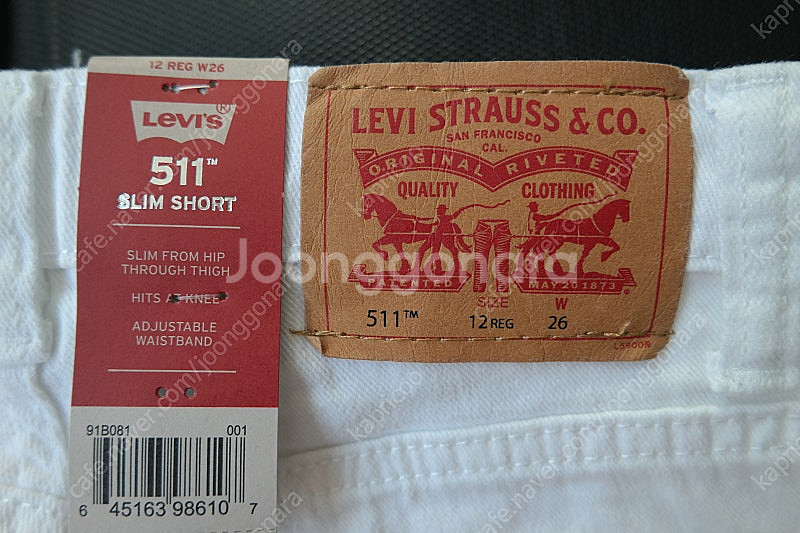 12 REG W26
Levi's®
511™
SLIM SHORT
SLIM FROM HIP
THROUGH THIGH
HITS AT KNEE
ADJUSTABLE
WAISTBAND
91B081 001
6 45163 98610 7
LEVI STRAUSS & CO.
SAN FRANCISCO
CAL.
ORIGINAL RIVETED
QUALITY CLOTHING
PATENTED MAY 20 1873
SIZE W
511™ 12 REG 26
Joonggonara
cafe.naver.com/joonggonara